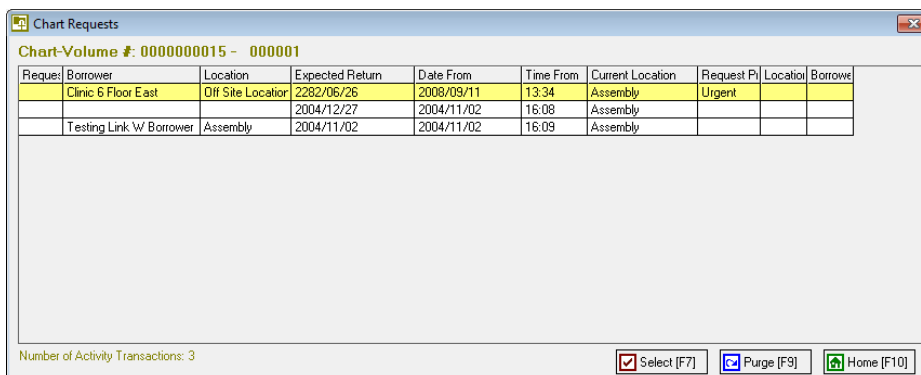 Chart Requests
Chart-Volume #: 0000000015 - 000001
Reques Borrower Location Expected Return Date From Time From Current Location Request Pr Location Borrowe
Clinic 6 Floor East Off Site Location 2282/06/26 2008/09/11 13:34 Assembly Urgent
2004/12/27 2004/11/02 16:08 Assembly
Testing Link W Borrower Assembly 2004/11/02 2004/11/02 16:09 Assembly
Number of Activity Transactions: 3
Select [F7] Purge [F9] Home [F10]